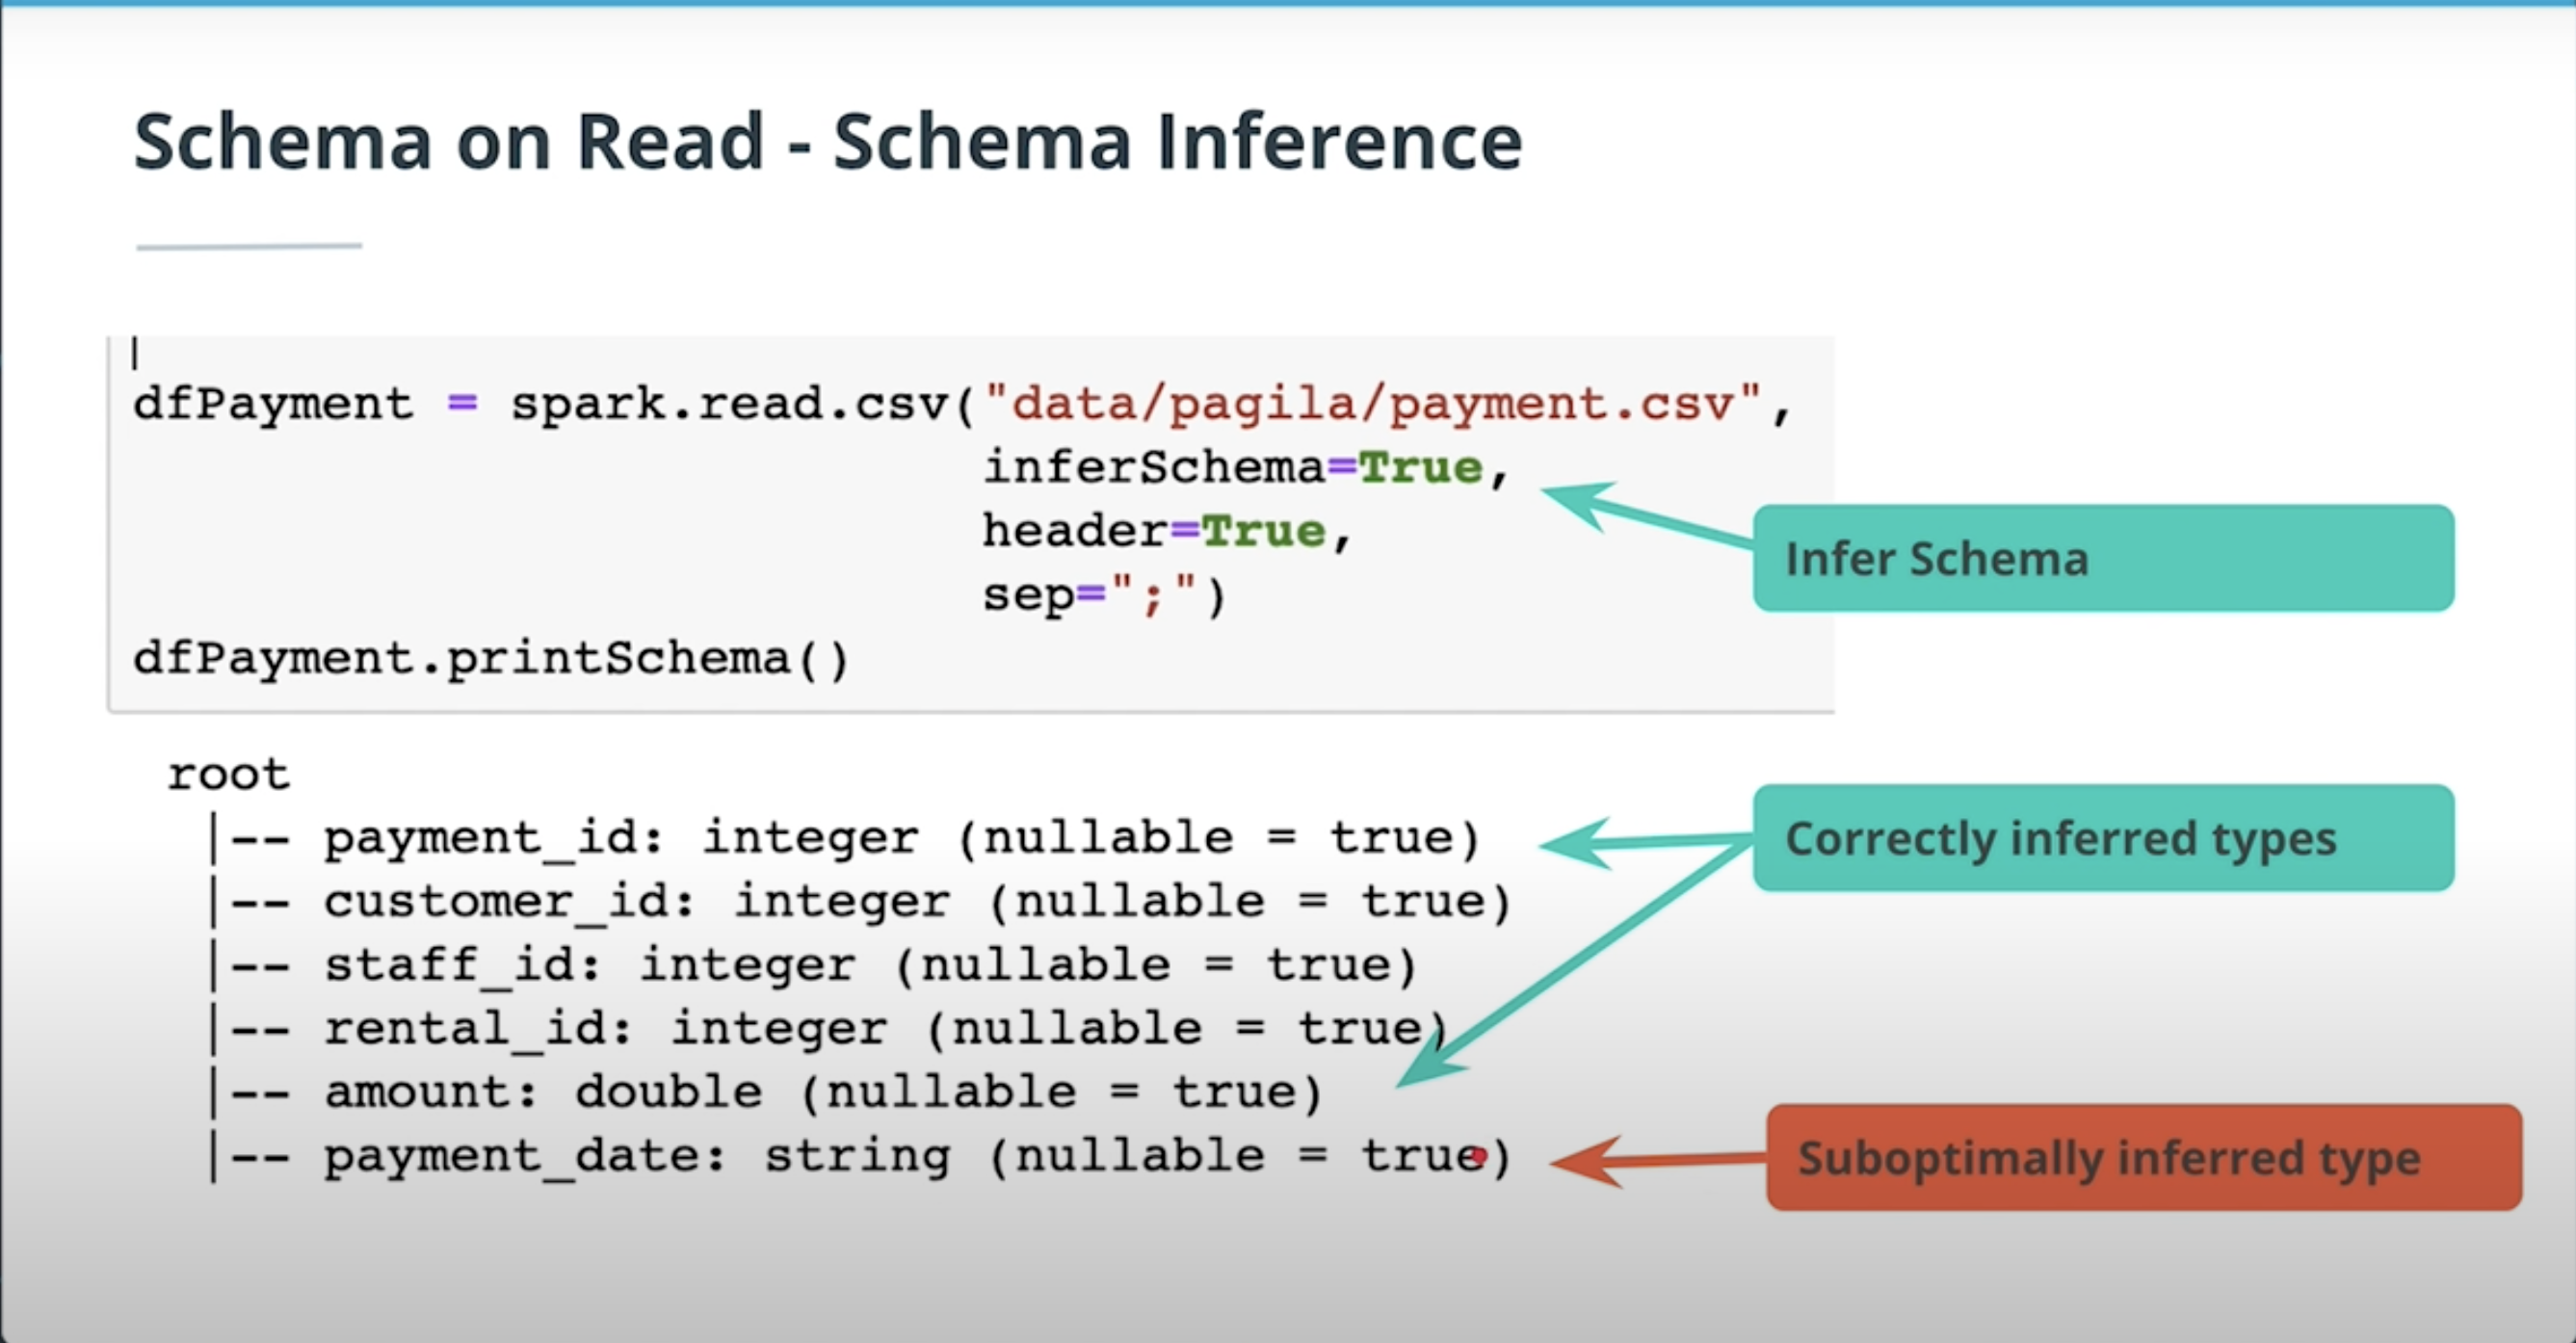 Schema on Read - Schema Inference
dfPayment = spark.read.csv("data/pagila/payment.csv",
inferSchema=True,
header=True,
sep=";")
dfPayment.printSchema()
Infer Schema
root
|-- payment_id: integer (nullable = true)
|-- customer_id: integer (nullable = true)
|-- staff_id: integer (nullable = true)
|-- rental_id: integer (nullable = true)
|-- amount: double (nullable = true)
|-- payment_date: string (nullable = true)
Correctly inferred types
Suboptimally inferred type